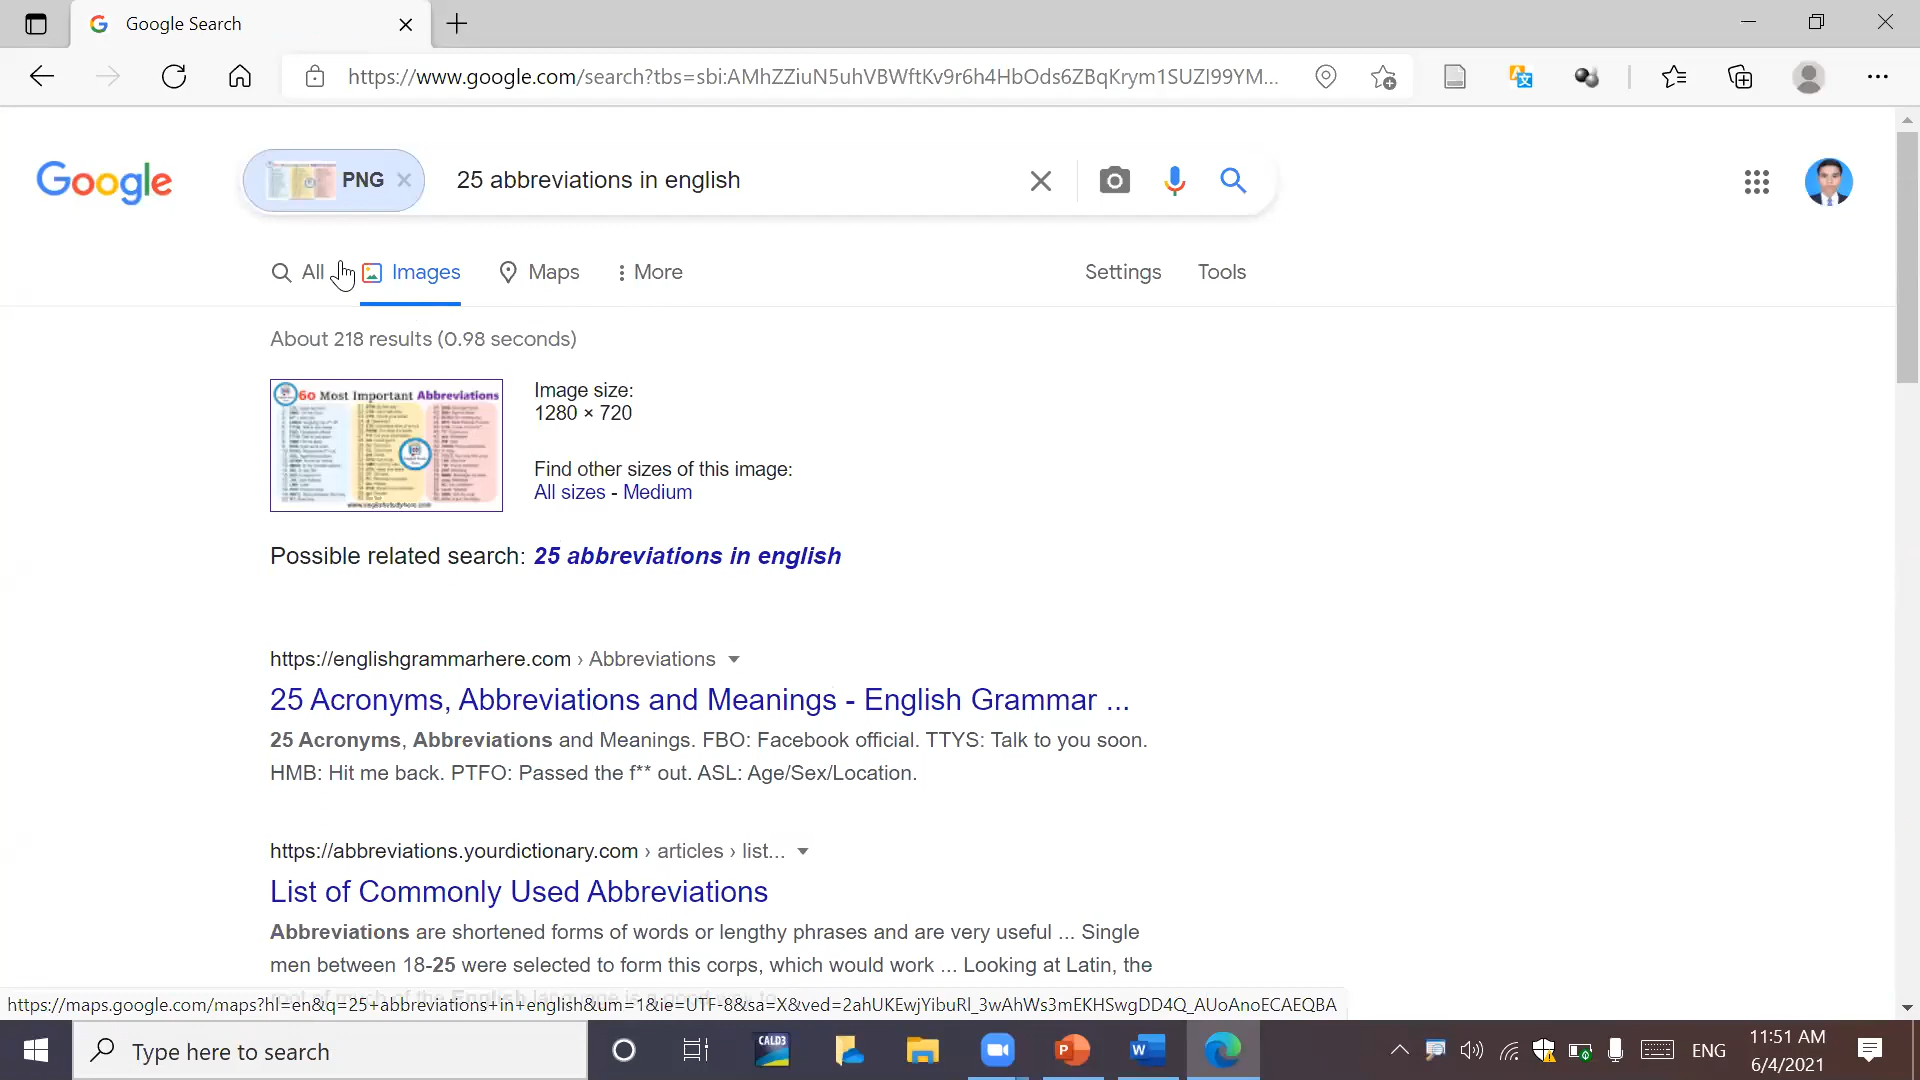 Google Search
https://www.google.com/search?tbs=sbi:AMhZZiuN5uhVBWftKv9r6h4HbOds6ZBqKrym1SUZI99YM...
Google
PNG
25 abbreviations in english
All
Images
Maps
More
Settings
Tools
About 218 results (0.98 seconds)
60 Most Important Abbreviations
Image size:
1280 × 720
Find other sizes of this image:
All sizes - Medium
Possible related search: 25 abbreviations in english
https://englishgrammarhere.com › Abbreviations
25 Acronyms, Abbreviations and Meanings - English Grammar ...
25 Acronyms, Abbreviations and Meanings. FBO: Facebook official. TTYS: Talk to you soon.
HMB: Hit me back. PTFO: Passed the f** out. ASL: Age/Sex/Location.
https://abbreviations.yourdictionary.com › articles › list...
List of Commonly Used Abbreviations
Abbreviations are shortened forms of words or lengthy phrases and are very useful ... Single
men between 18-25 were selected to form this corps, which would work ... Looking at Latin, the
https://maps.google.com/maps?hl=en&q=25+abbreviations+in+english&um=1&ie=UTF-8&sa=X&ved=2ahUKEwjYibuRl_3wAhWs3mEKHSwgDD4Q_AUoAnoECAEQBA
Type here to search
CALD3
P
W
ENG
11:51 AM
6/4/2021